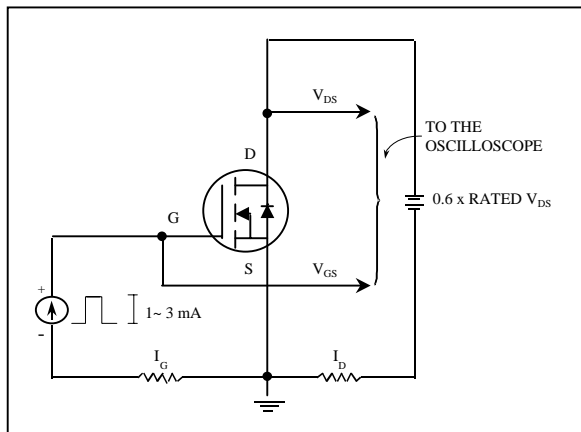 V_DS
TO THE
OSCILLOSCOPE
D
0.6 x RATED V_DS
G
S
V_GS
+
1~ 3 mA
-
I_G
I_D